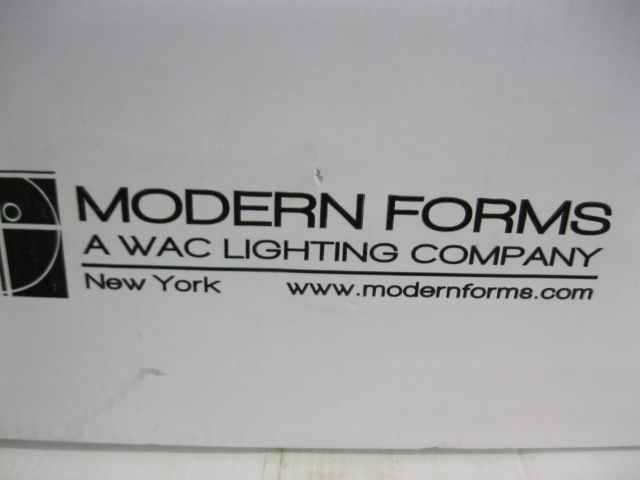 MODERN FORMS
A WAC LIGHTING COMPANY
New York www.modernforms.com